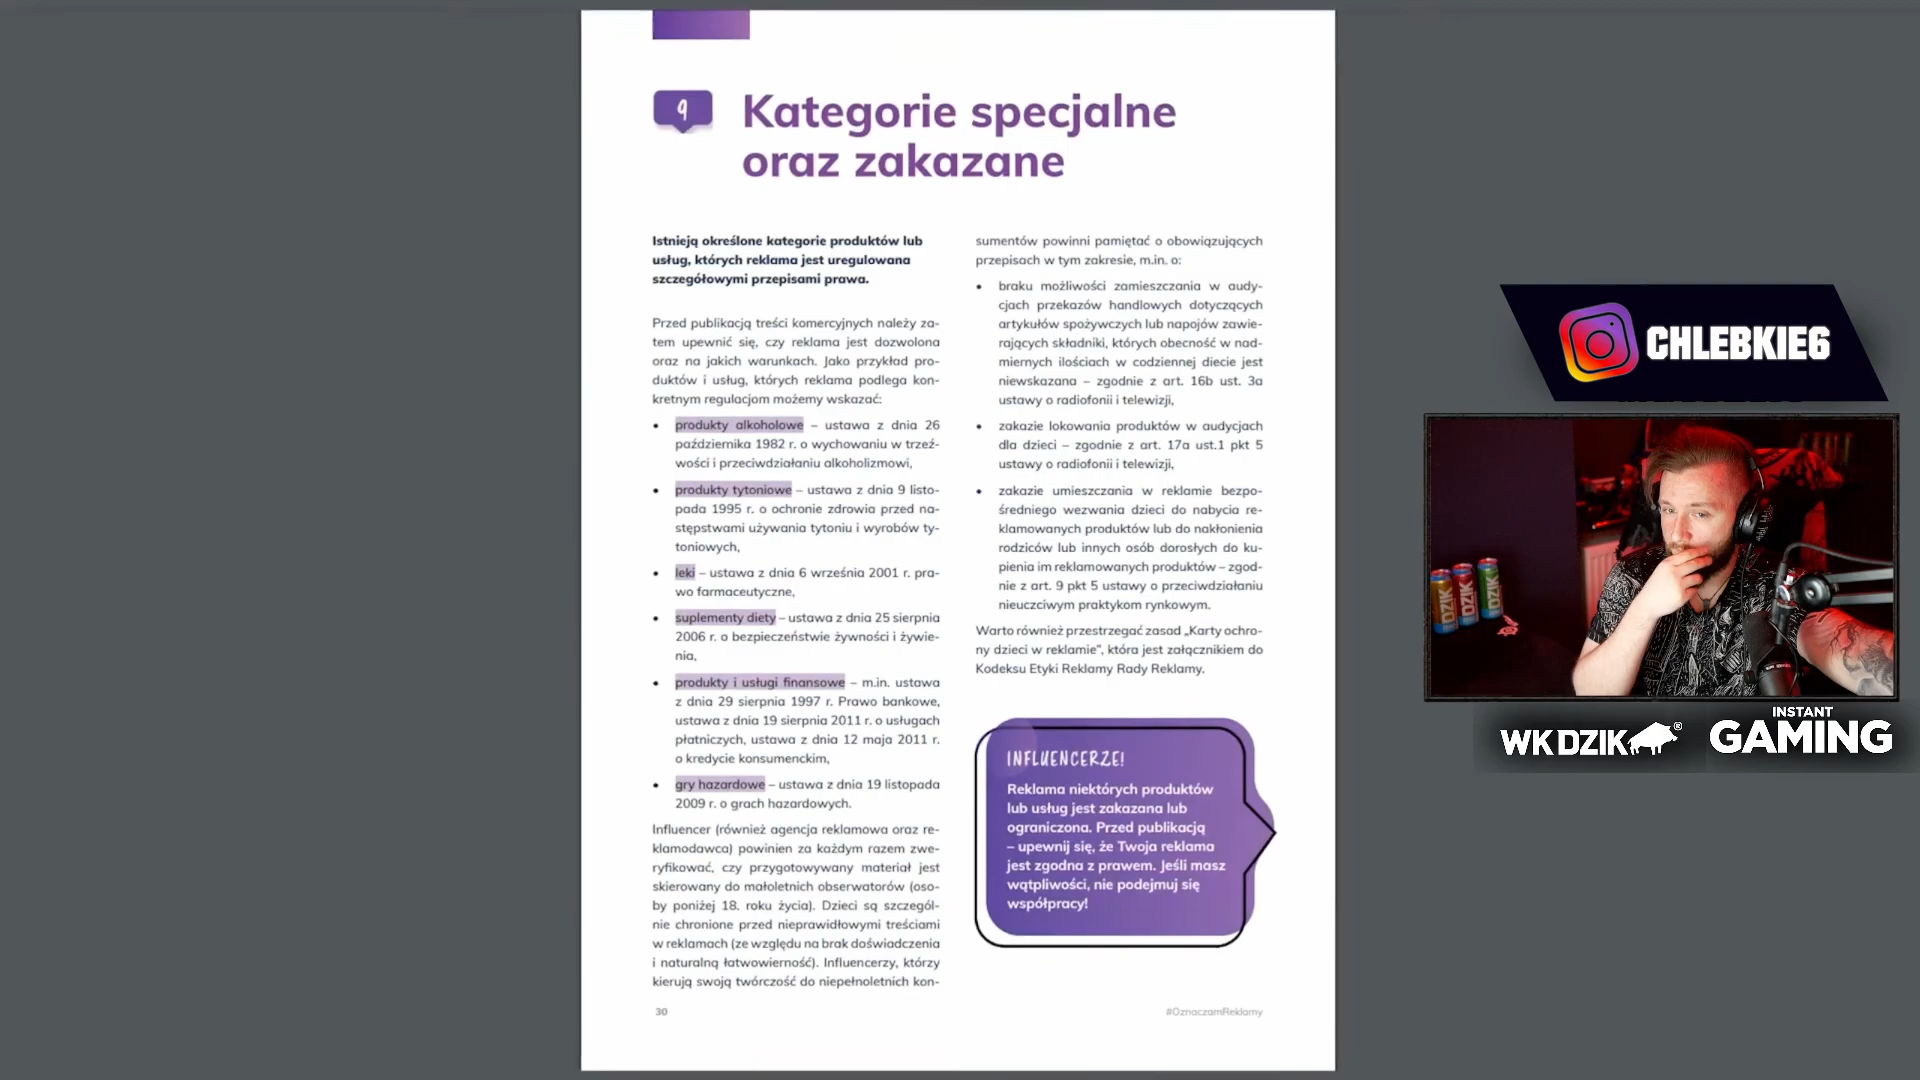 9
Kategorie specjalne
oraz zakazane
Istnieją określone kategorie produktów lub
usług, których reklama jest uregulowana
szczegółowymi przepisami prawa.
Przed publikacją treści komercyjnych należy za-
tem upewnić się, czy reklama jest dozwolona
oraz na jakich warunkach. Jako przykład pro-
duktów i usług, których reklama podlega kon-
kretnym regulacjom możemy wskazać:
• produkty alkoholowe – ustawa z dnia 26
października 1982 r. o wychowaniu w trzeź-
wości i przeciwdziałaniu alkoholizmowi,
• produkty tytoniowe – ustawa z dnia 9 listo-
pada 1995 r. o ochronie zdrowia przed na-
stępstwami używania tytoniu i wyrobów ty-
toniowych,
• leki – ustawa z dnia 6 września 2001 r. pra-
wo farmaceutyczne,
• suplementy diety – ustawa z dnia 25 sierpnia
2006 r. o bezpieczeństwie żywności i żywie-
nia,
• produkty i usługi finansowe – m.in. ustawa
z dnia 29 sierpnia 1997 r. Prawo bankowe,
ustawa z dnia 19 sierpnia 2011 r. o usługach
płatniczych, ustawa z dnia 12 maja 2011 r.
o kredycie konsumenckim,
• gry hazardowe – ustawa z dnia 19 listopada
2009 r. o grach hazardowych.
Influencer (również agencja reklamowa oraz re-
klamodawca) powinien za każdym razem zwe-
ryfikować, czy przygotowywany materiał jest
skierowany do małoletnich obserwatorów (oso-
by poniżej 18. roku życia). Dzieci są szczegól-
nie chronione przed nieprawidłowymi treściami
w reklamach (ze względu na brak doświadczenia
i naturalną łatwowierność). Influencerzy, którzy
kierują swoją twórczość do niepełnoletnich kon-
sumentów powinni pamiętać o obowiązujących
przepisach w tym zakresie, m.in. o:
• braku możliwości zamieszczania w audy-
cjach przekazów handlowych dotyczących
artykułów spożywczych lub napojów zawie-
rających składniki, których obecność w nad-
miernych ilościach w codziennej diecie jest
niewskazana – zgodnie z art. 16b ust. 3a
ustawy o radiofonii i telewizji,
• zakazie lokowania produktów w audycjach
dla dzieci – zgodnie z art. 17a ust.1 pkt 5
ustawy o radiofonii i telewizji,
• zakazie umieszczania w reklamie bezpo-
średniego wezwania dzieci do nabycia re-
klamowanych produktów lub do nakłonienia
rodziców lub innych osób dorosłych do ku-
pienia im reklamowanych produktów – zgod-
nie z art. 9 pkt 5 ustawy o przeciwdziałaniu
nieuczciwym praktykom rynkowym.
Warto również przestrzegać zasad „Karty ochro-
ny dzieci w reklamie”, która jest załącznikiem do
Kodeksu Etyki Reklamy Rady Reklamy.
INFLUENCERZE!
Reklama niektórych produktów
lub usług jest zakazana lub
ograniczona. Przed publikacją
– upewnij się, że Twoja reklama
jest zgodna z prawem. Jeśli masz
wątpliwości, nie podejmuj się
współpracy!
30
#OznaczamReklamy
CHLEBKIE6
DZIK
DZIK
DZIK
WK DZIK®
INSTANT
GAMING